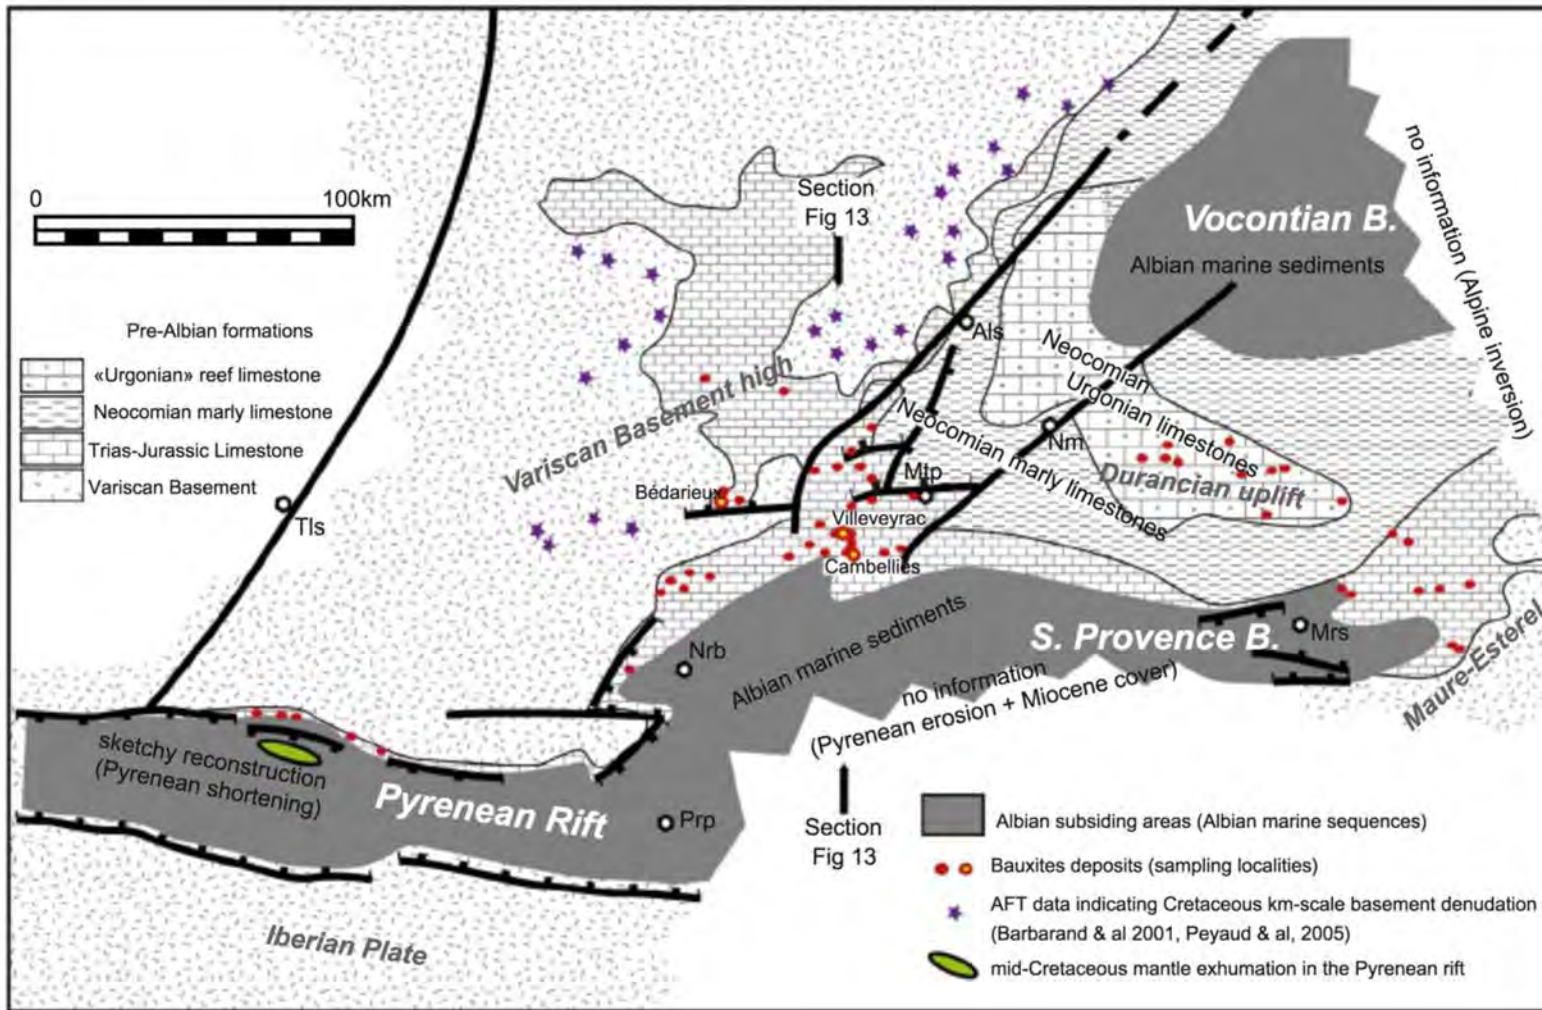 0 100km
Pre-Albian formations
«Urgonian» reef limestone
Neocomian marly limestone
Trias-Jurassic Limestone
Variscan Basement
Tls
Section
Fig 13
Vocontian B.
Albian marine sediments
no information (Alpine inversion)
Als
Variscan Basement high
Neocomian
Urgonian limestones
Neocomian marly limestones
Nm
Mtp
Durancian uplift
Bédarieux
Villeveyrac
Cambelliès
Albian marine sediments
S. Provence B.
Mrs
Maure-Esterel
Nrb
no information
(Pyrenean erosion + Miocene cover)
sketchy reconstruction
(Pyrenean shortening)
Pyrenean Rift
Prp
Section
Fig 13
Iberian Plate
Albian subsiding areas (Albian marine sequences)
Bauxites deposits (sampling localities)
AFT data indicating Cretaceous km-scale basement denudation
(Barbarand & al 2001, Peyaud & al, 2005)
mid-Cretaceous mantle exhumation in the Pyrenean rift